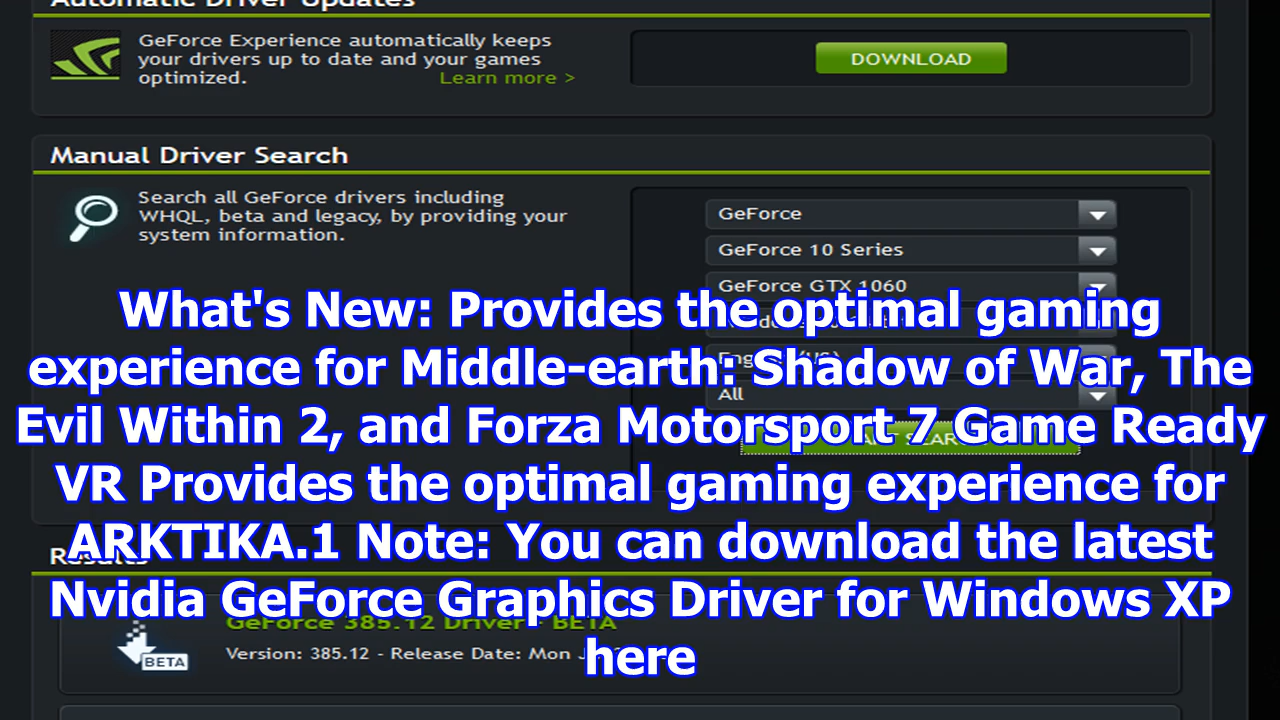 Automatic Driver Updates
GeForce Experience automatically keeps
your drivers up to date and your games
optimized.
Learn more >
DOWNLOAD
Manual Driver Search
Search all GeForce drivers including
WHQL, beta and legacy, by providing your
system information.
GeForce
GeForce 10 Series
GeForce GTX 1060
All
What's New: Provides the optimal gaming
experience for Middle-earth: Shadow of War, The
Evil Within 2, and Forza Motorsport 7 Game Ready
VR Provides the optimal gaming experience for
ARKTIKA.1 Note: You can download the latest
Nvidia GeForce Graphics Driver for Windows XP
here
Results
GeForce 385.12 Driver - BETA
BETA
Version: 385.12 - Release Date: Mon